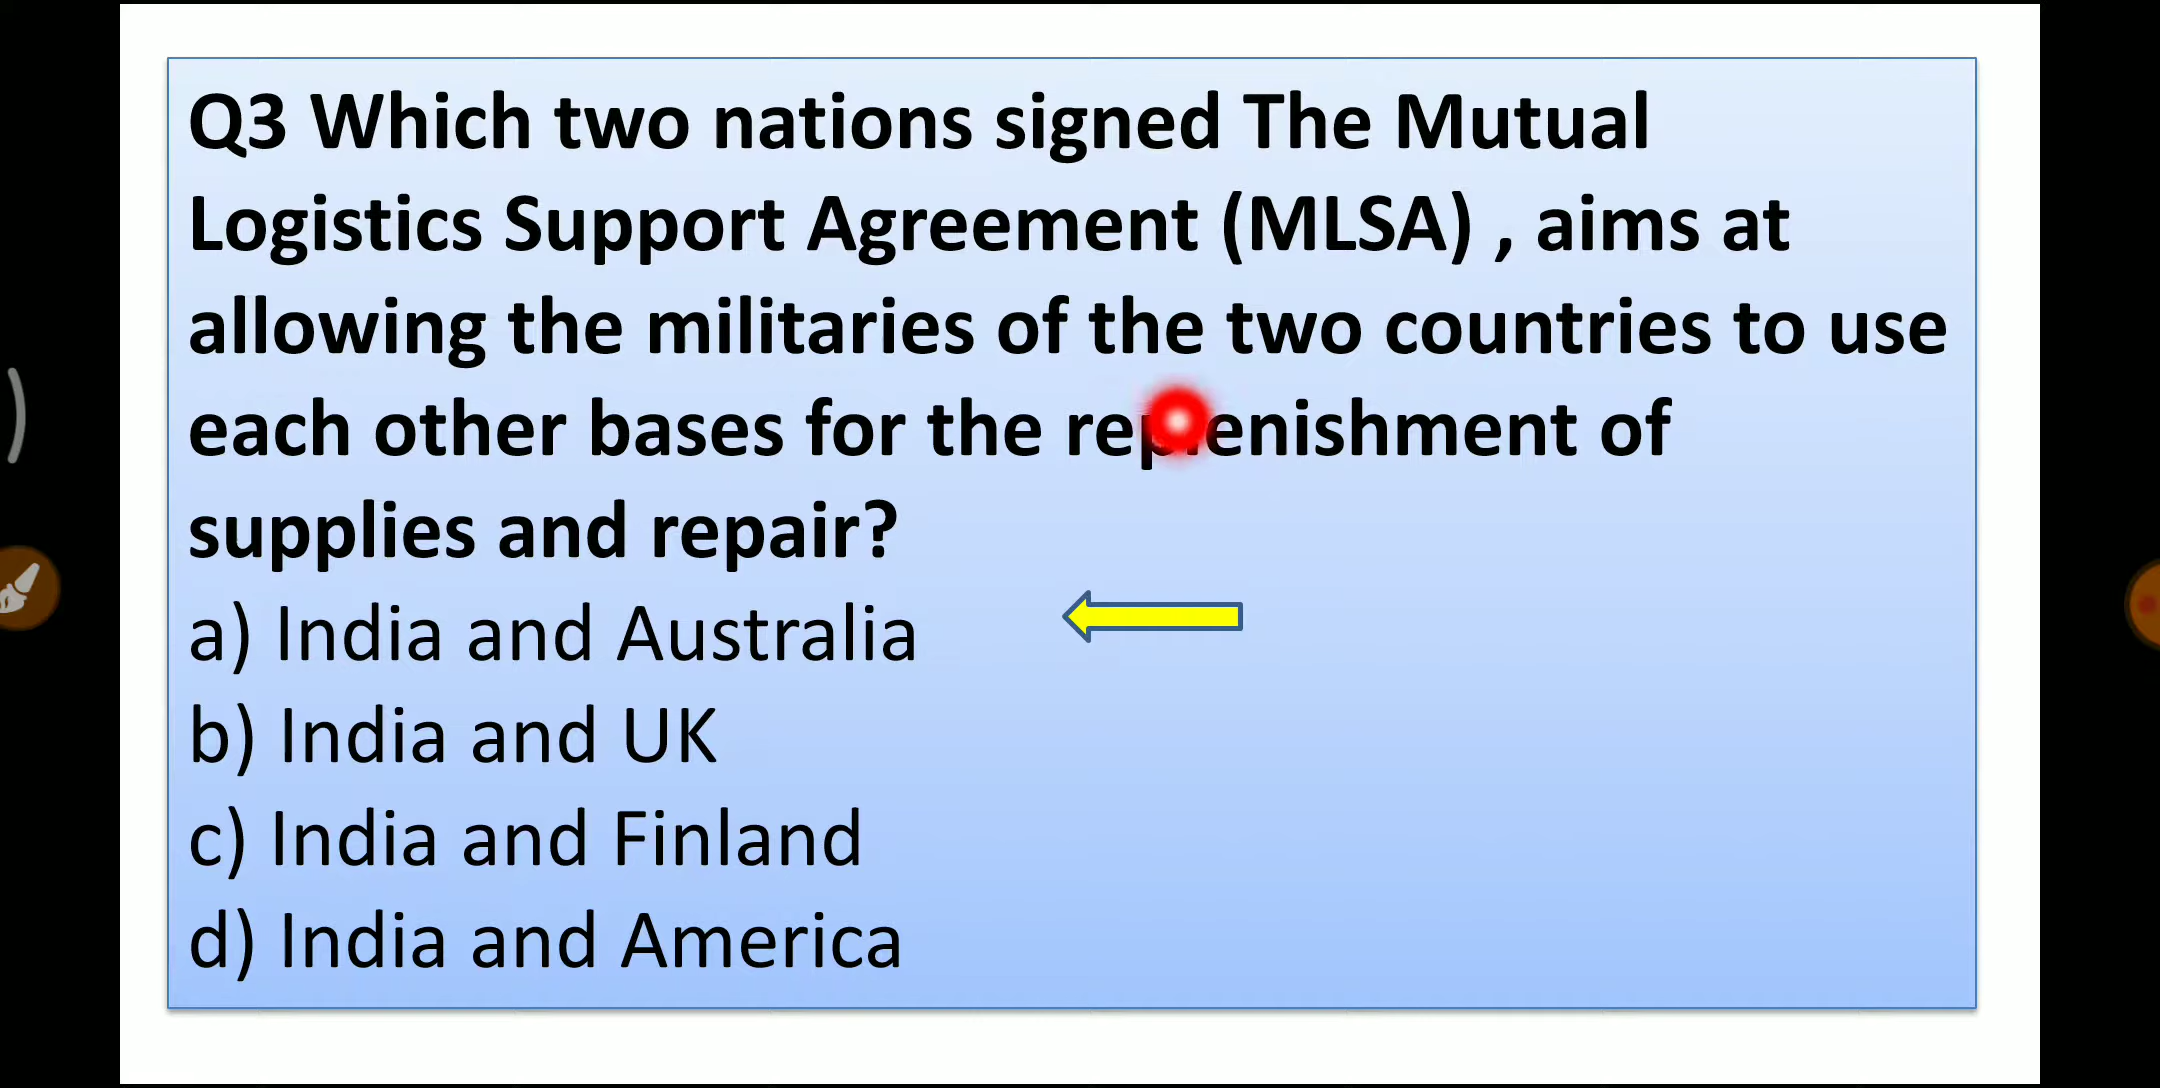 Q3 Which two nations signed The Mutual
Logistics Support Agreement (MLSA) , aims at
allowing the militaries of the two countries to use
each other bases for the replenishment of
supplies and repair?
a) India and Australia
b) India and UK
c) India and Finland
d) India and America